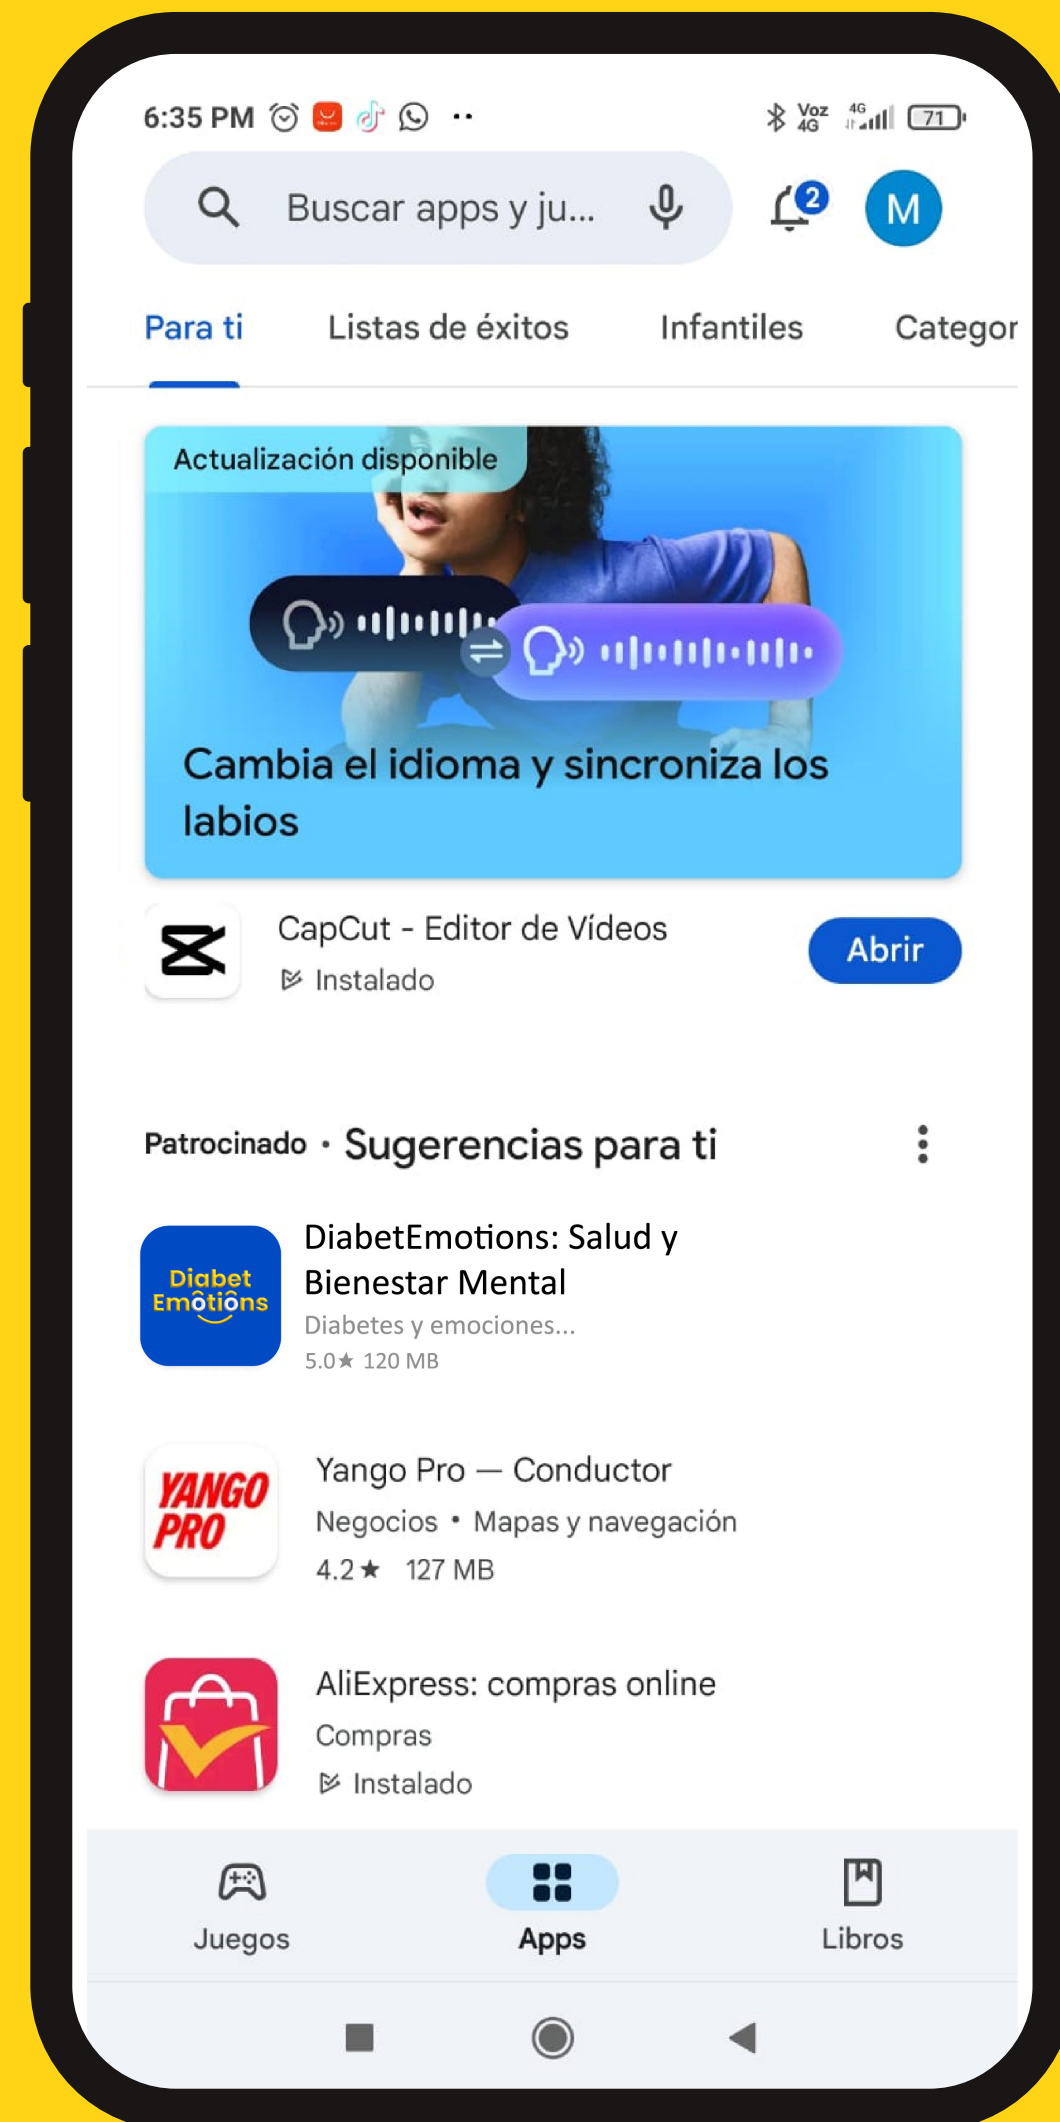 6:35 PM
Voz 4G
4G
71
Buscar apps y ju...
2
M
Para ti
Listas de éxitos
Infantiles
Categor
Actualización disponible
Cambia el idioma y sincroniza los
labios
CapCut - Editor de Vídeos
Instalado
Abrir
Patrocinado · Sugerencias para ti
Diabet
Emôtiôns
DiabetEmotions: Salud y
Bienestar Mental
Diabetes y emociones...
5.0★ 120 MB
YANGO
PRO
Yango Pro — Conductor
Negocios • Mapas y navegación
4.2★ 127 MB
AliExpress: compras online
Compras
Instalado
Juegos
Apps
Libros